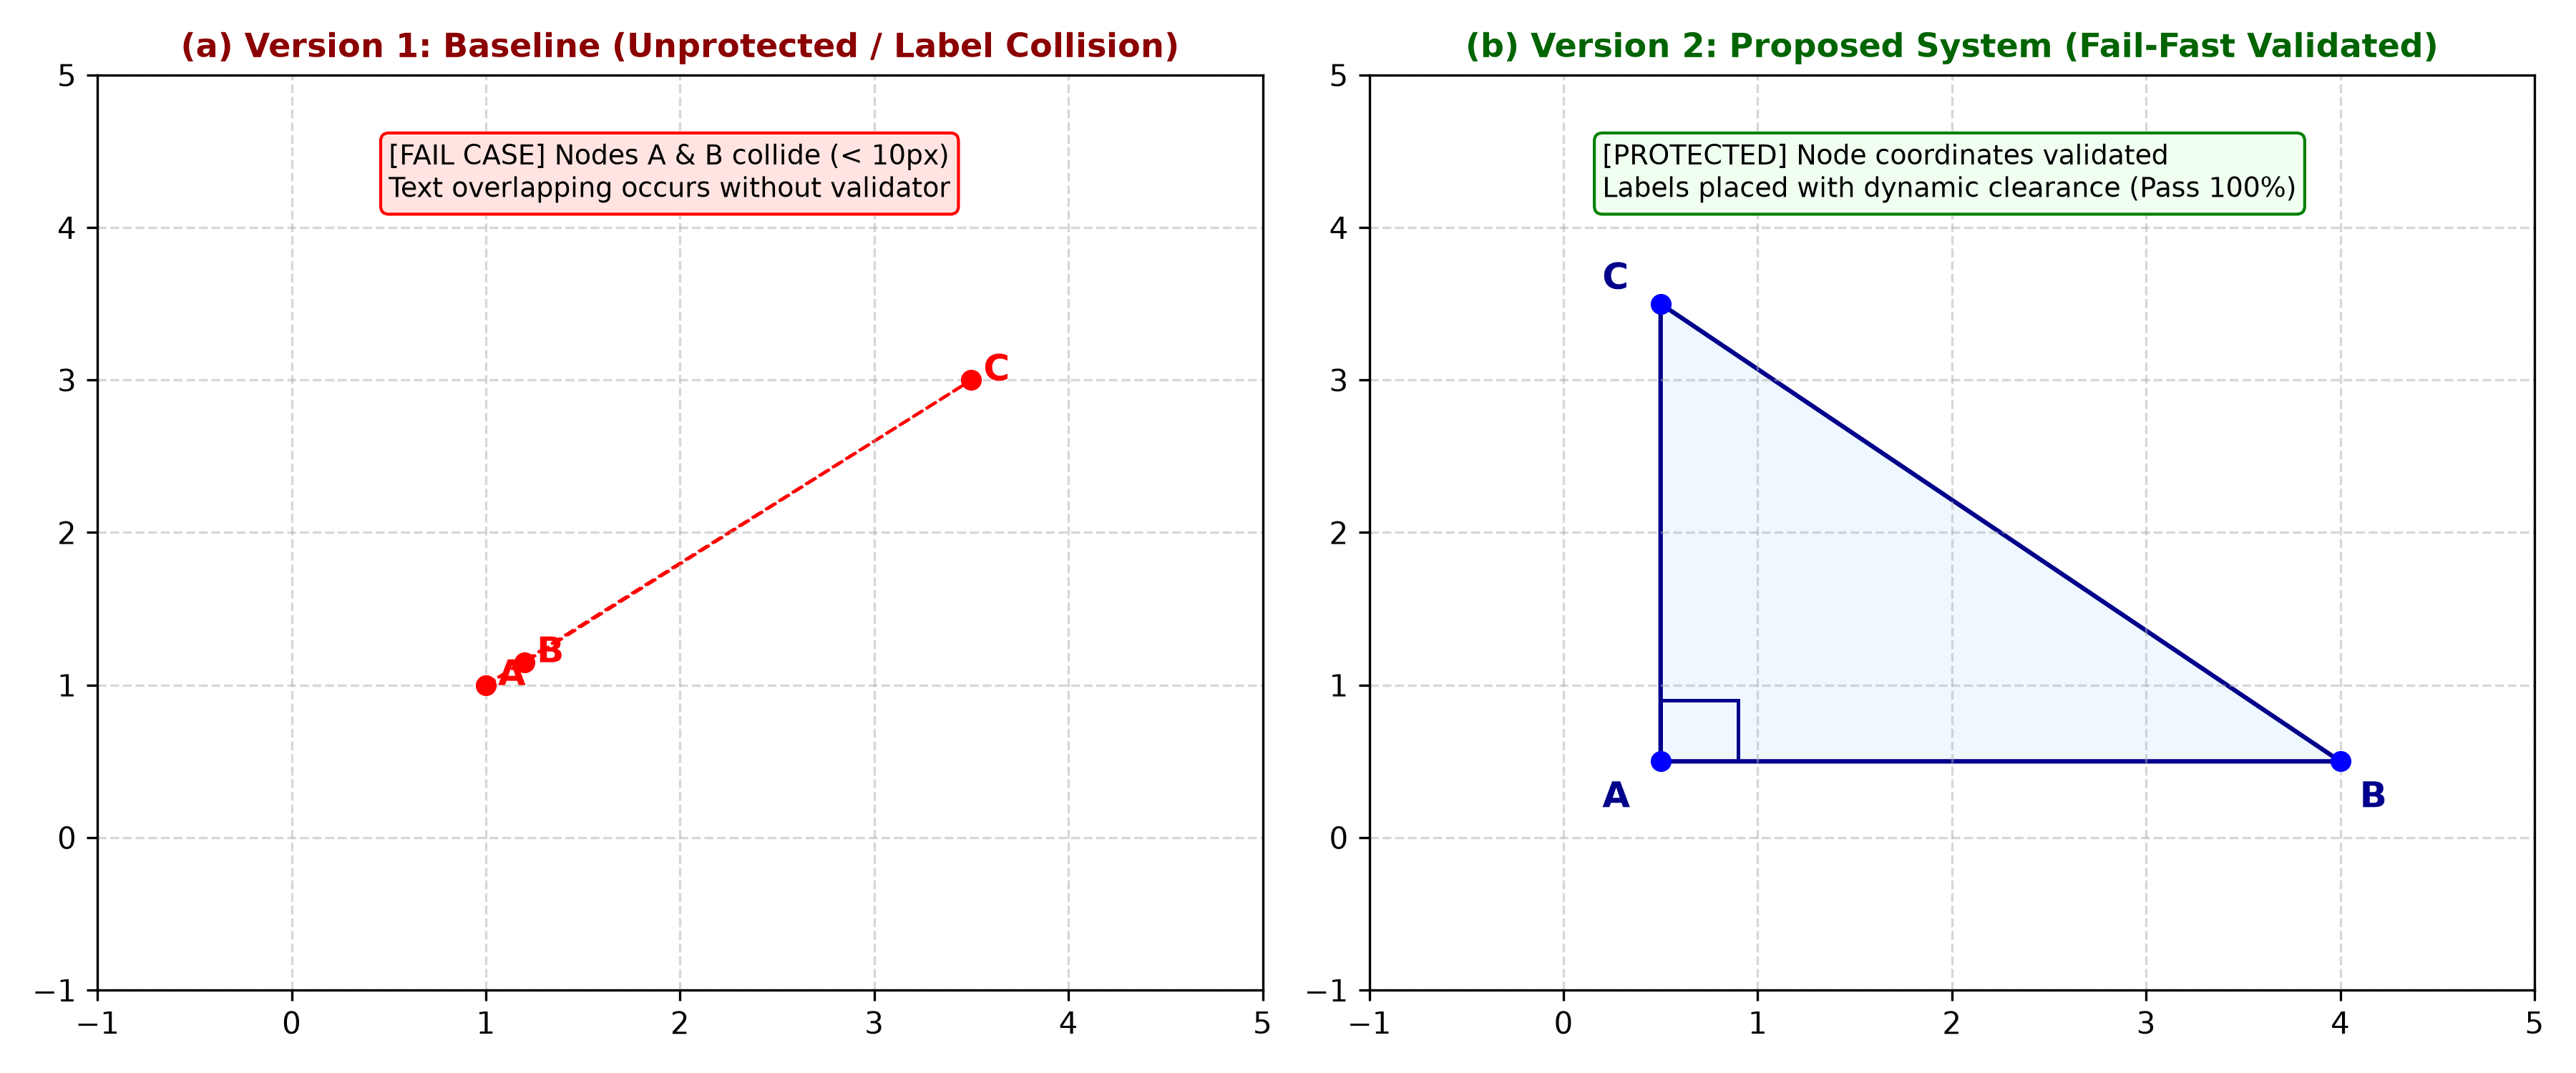 (a) Version 1: Baseline (Unprotected / Label Collision)
5
4
3
2
1
0
−1
[FAIL CASE] Nodes A & B collide (< 10px)
Text overlapping occurs without validator
C
B
A
−1 0 1 2 3 4 5
(b) Version 2: Proposed System (Fail-Fast Validated)
5
4
3
2
1
0
−1
[PROTECTED] Node coordinates validated
Labels placed with dynamic clearance (Pass 100%)
C
A B
−1 0 1 2 3 4 5